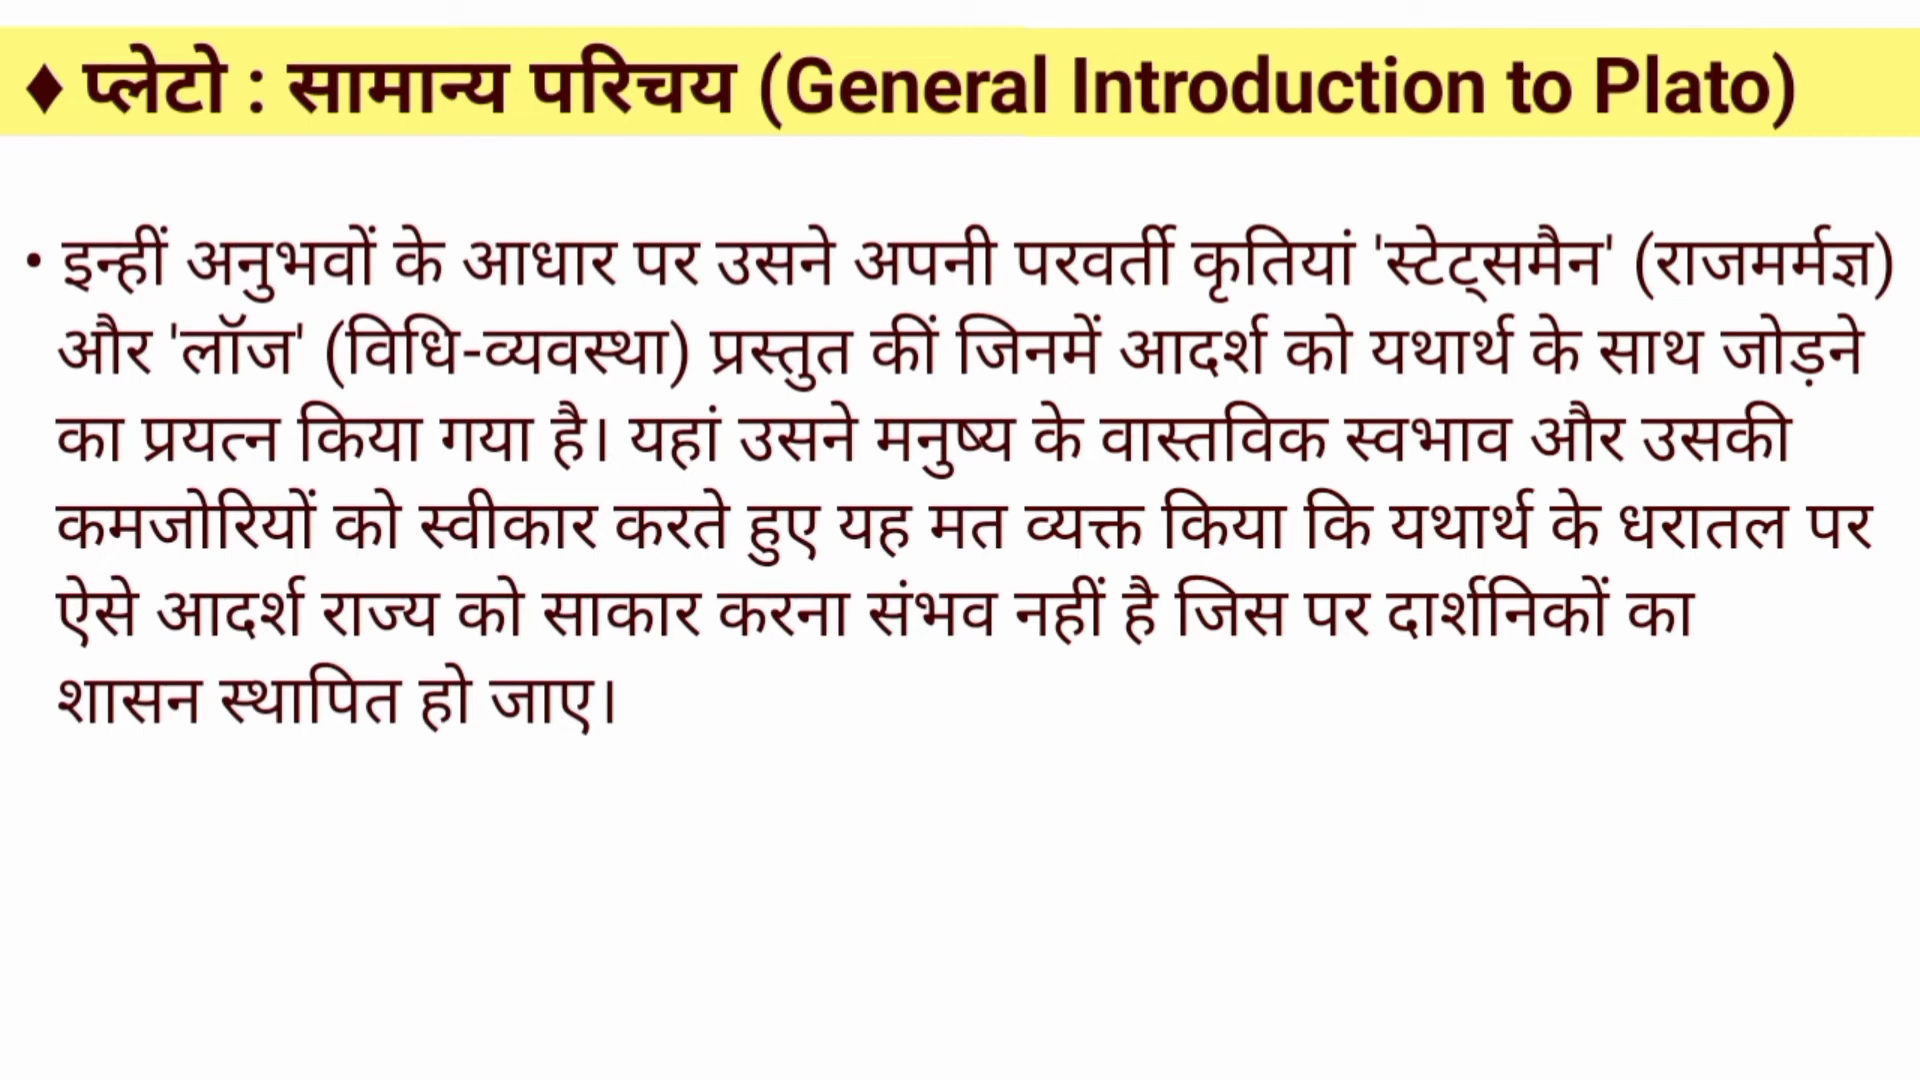 ♦ प्लेटो : सामान्य परिचय (General Introduction to Plato)
• इन्हीं अनुभवों के आधार पर उसने अपनी परवर्ती कृतियां 'स्टेट्समैन' (राजमर्मज्ञ)
और 'लॉज' (विधि-व्यवस्था) प्रस्तुत कीं जिनमें आदर्श को यथार्थ के साथ जोड़ने
का प्रयत्न किया गया है। यहां उसने मनुष्य के वास्तविक स्वभाव और उसकी
कमजोरियों को स्वीकार करते हुए यह मत व्यक्त किया कि यथार्थ के धरातल पर
ऐसे आदर्श राज्य को साकार करना संभव नहीं है जिस पर दार्शनिकों का
शासन स्थापित हो जाए।